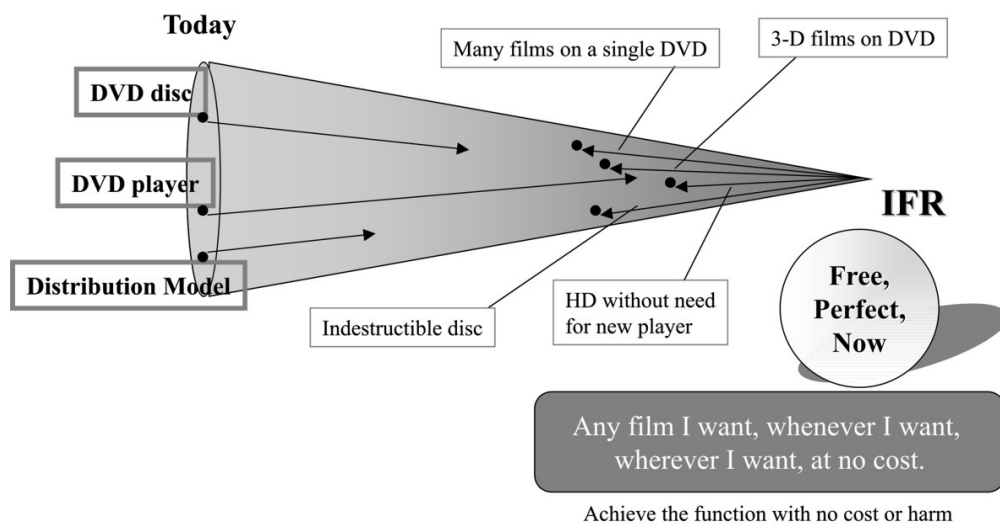 Today
Many films on a single DVD
3-D films on DVD
DVD disc
DVD player
IFR
Distribution Model
Indestructible disc
HD without need
for new player
Free,
Perfect,
Now
Any film I want, whenever I want,
wherever I want, at no cost.
Achieve the function with no cost or harm